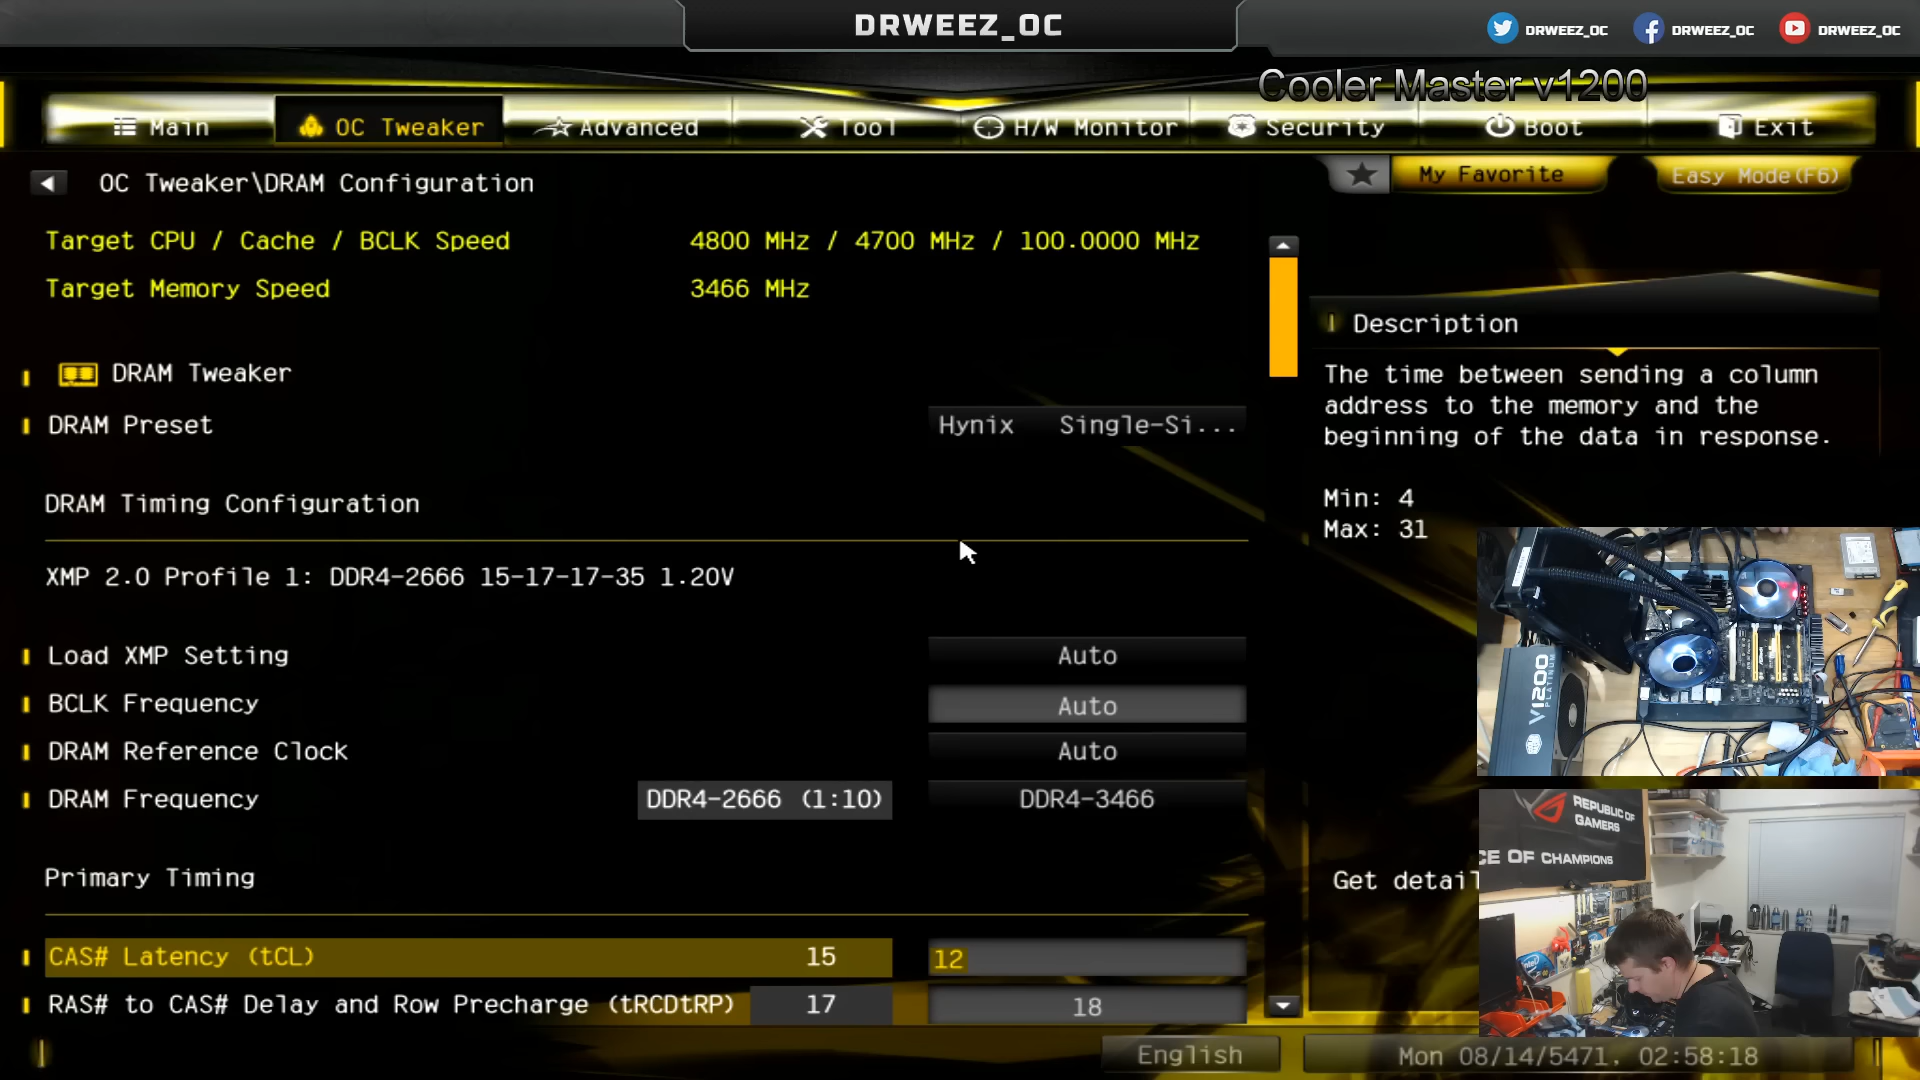 DRWEEZ_OC
DRWEEZ_OC
DRWEEZ_OC
DRWEEZ_OC
Cooler Master v1200
Main
OC Tweaker
Advanced
Tool
H/W Monitor
Security
Boot
Exit
OC Tweaker\DRAM Configuration
My Favorite
Easy Mode(F6)
Target CPU / Cache / BCLK Speed 4800 MHz / 4700 MHz / 100.0000 MHz
Target Memory Speed 3466 MHz
DRAM Tweaker
DRAM Preset Hynix Single-Si...
DRAM Timing Configuration
XMP 2.0 Profile 1: DDR4-2666 15-17-17-35 1.20V
Load XMP Setting Auto
BCLK Frequency Auto
DRAM Reference Clock Auto
DRAM Frequency DDR4-2666 (1:10) DDR4-3466
Primary Timing
CAS# Latency (tCL) 15 12
RAS# to CAS# Delay and Row Precharge (tRCDtRP) 17 18
Description
The time between sending a column
address to the memory and the
beginning of the data in response.
Min: 4
Max: 31
V1200
PLATINUM
Get detail
REPUBLIC OF
GAMERS
CE OF CHAMPIONS
intel
English
Mon 08/14/5471, 02:58:18